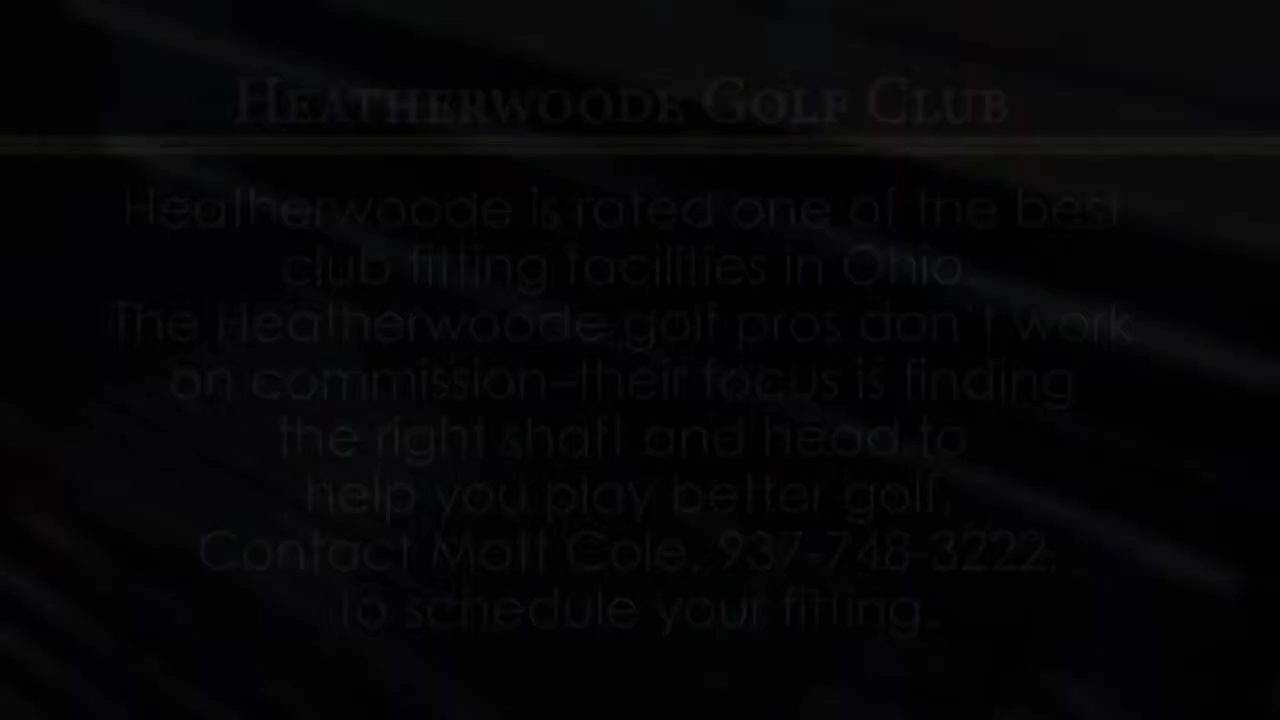 HEATHERWOODE GOLF CLUB
Heatherwoode is rated one of the best
club fitting facilities in Ohio.
The Heatherwoode golf pros don't work
on commission–their focus is finding
the right shaft and head to
help you play better golf.
Contact Matt Cole, 937-748-3222,
to schedule your fitting.